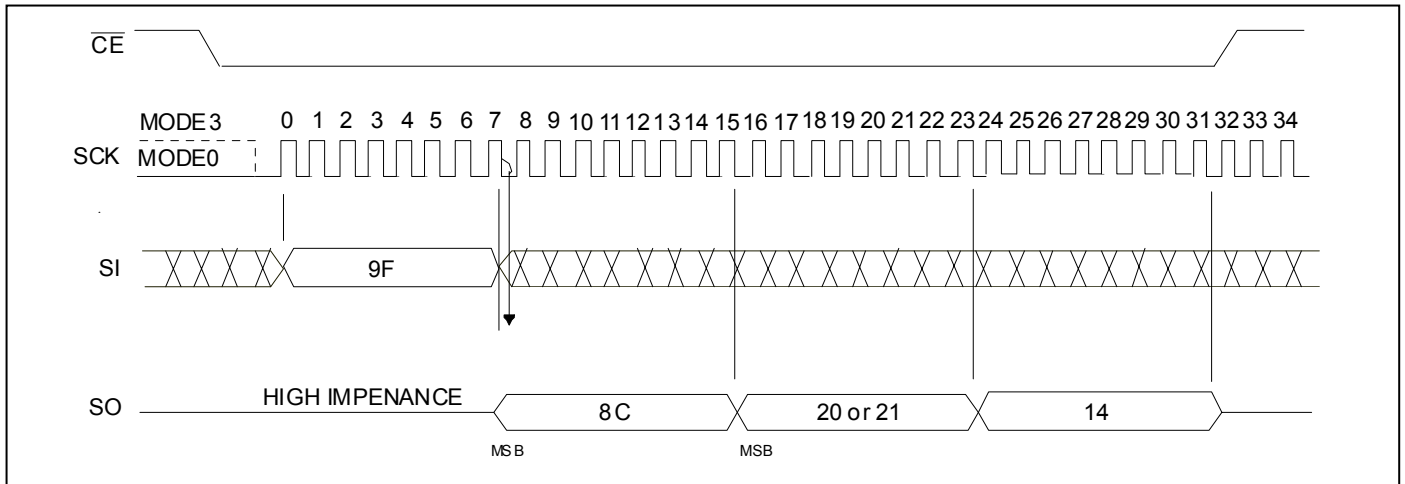 CE
MODE3 0 1 2 3 4 5 6 7 8 9 10 11 12 13 14 15 16 17 18 19 20 21 22 23 24 25 26 27 28 29 30 31 32 33 34
SCK MODE0
SI 9F
SO HIGH IMPENANCE 8C 20 or 21 14
MSB MSB